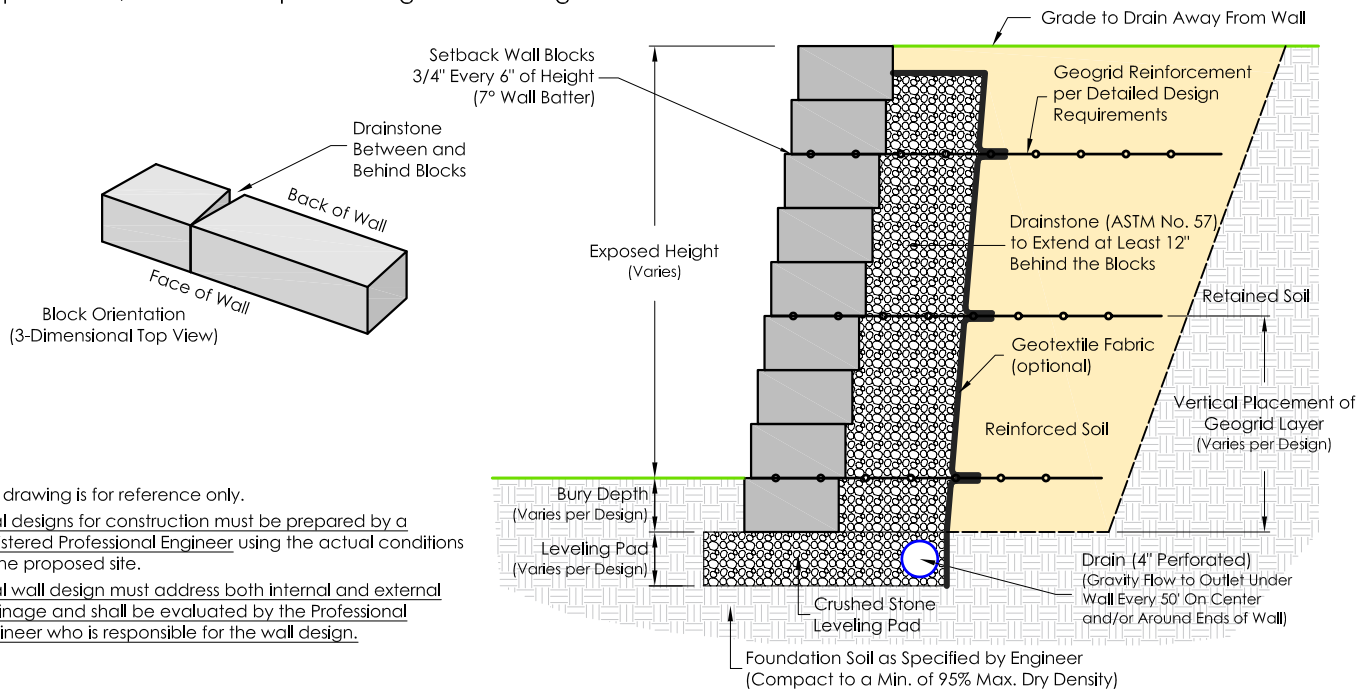 Grade to Drain Away From Wall
Setback Wall Blocks
3/4" Every 6" of Height
(7° Wall Batter)
Geogrid Reinforcement
per Detailed Design
Requirements
Drainstone
Between and
Behind Blocks
Back of Wall
Face of Wall
Block Orientation
(3-Dimensional Top View)
Exposed Height
(Varies)
Drainstone (ASTM No. 57)
to Extend at Least 12"
Behind the Blocks
Retained Soil
Geotextile Fabric
(optional)
Vertical Placement of
Geogrid Layer
(Varies per Design)
Reinforced Soil
Bury Depth
(Varies per Design)
Leveling Pad
(Varies per Design)
Drain (4" Perforated)
(Gravity Flow to Outlet Under
Wall Every 50' On Center
and/or Around Ends of Wall)
Crushed Stone
Leveling Pad
Foundation Soil as Specified by Engineer
(Compact to a Min. of 95% Max. Dry Density)
drawing is for reference only.
al designs for construction must be prepared by a
stered Professional Engineer using the actual conditions
ne proposed site.
al wall design must address both internal and external
inage and shall be evaluated by the Professional
ineer who is responsible for the wall design.